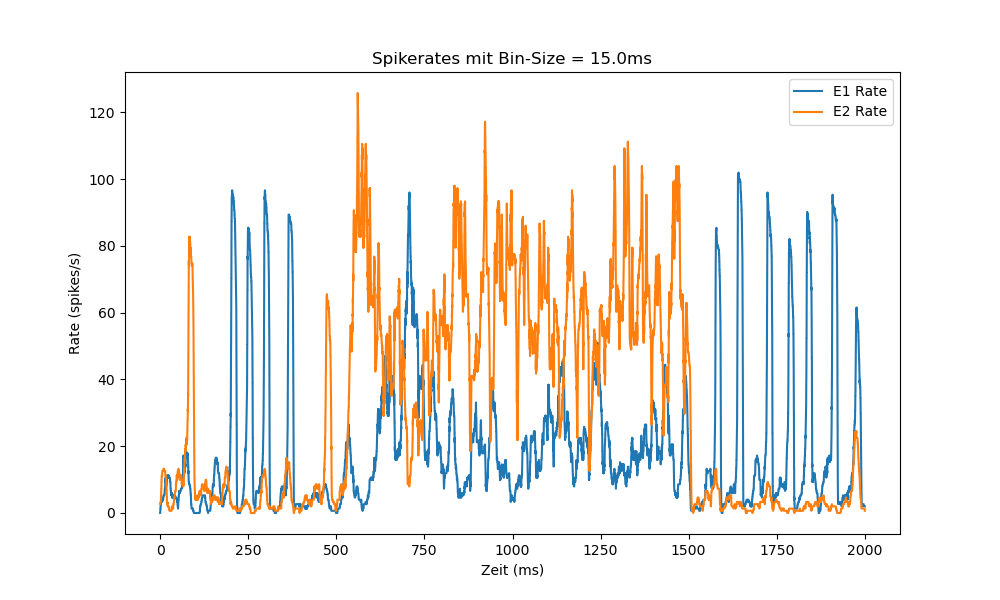 Spikerates mit Bin-Size = 15.0ms
E1 Rate
E2 Rate
Rate (spikes/s)
120
100
80
60
40
20
0
0 250 500 750 1000 1250 1500 1750 2000
Zeit (ms)